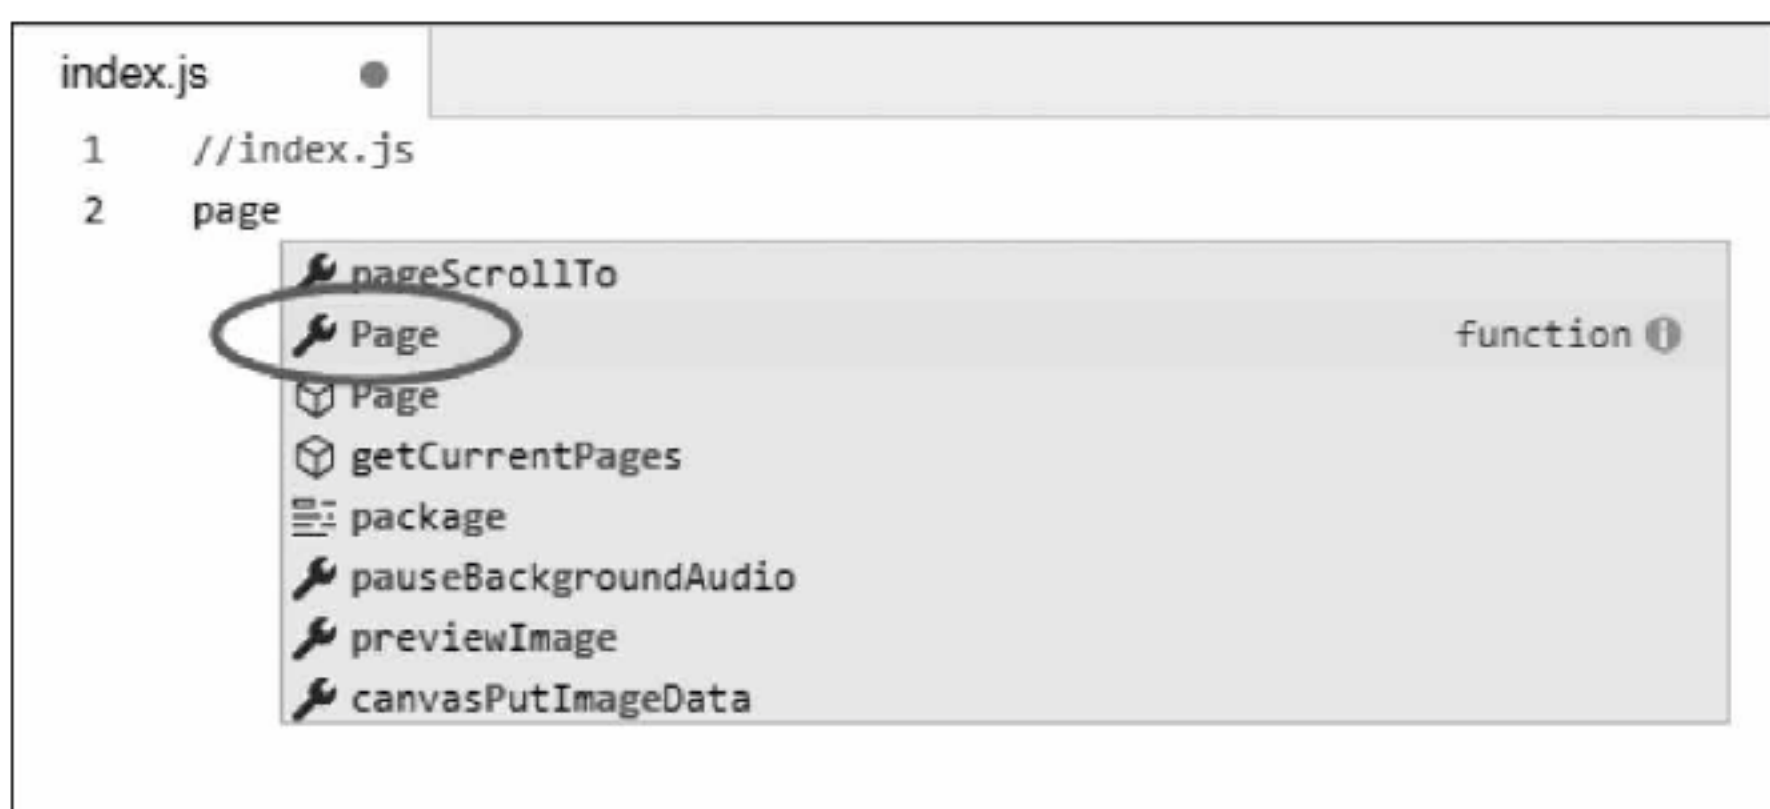 index.js
1 //index.js
2 page
pageScrollTo
Page function
Page
getCurrentPages
package
pauseBackgroundAudio
previewImage
canvasPutImageData